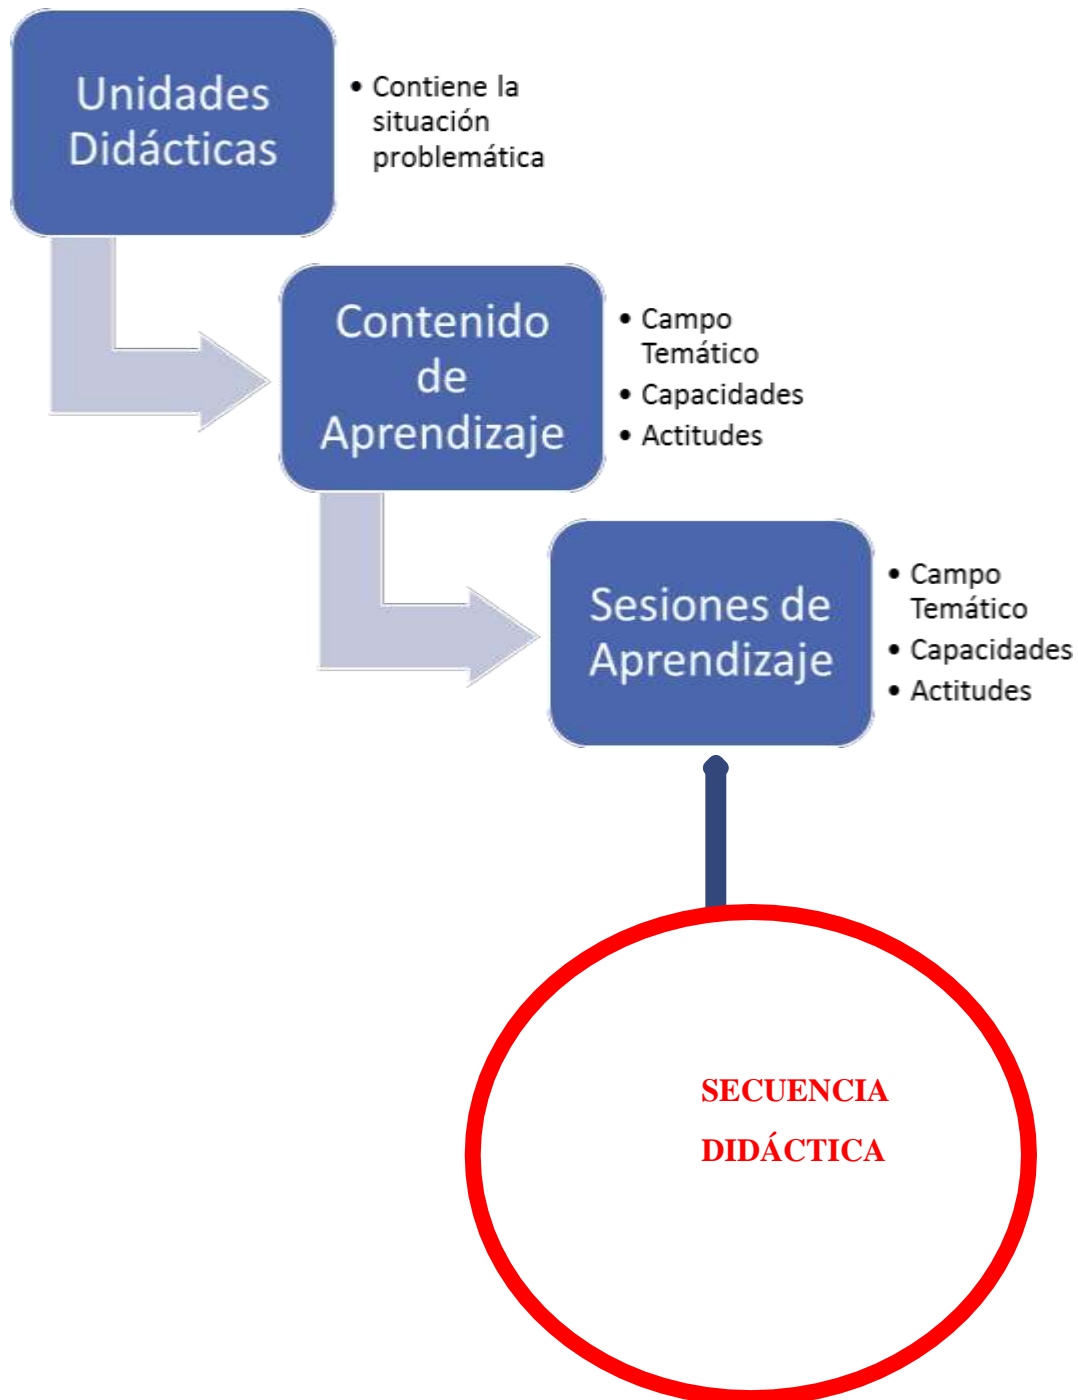 Unidades
Didácticas
• Contiene la
situación
problemática
Contenido
de
Aprendizaje
• Campo
Temático
• Capacidades
• Actitudes
Sesiones de
Aprendizaje
• Campo
Temático
• Capacidades
• Actitudes
SECUENCIA
DIDÁCTICA